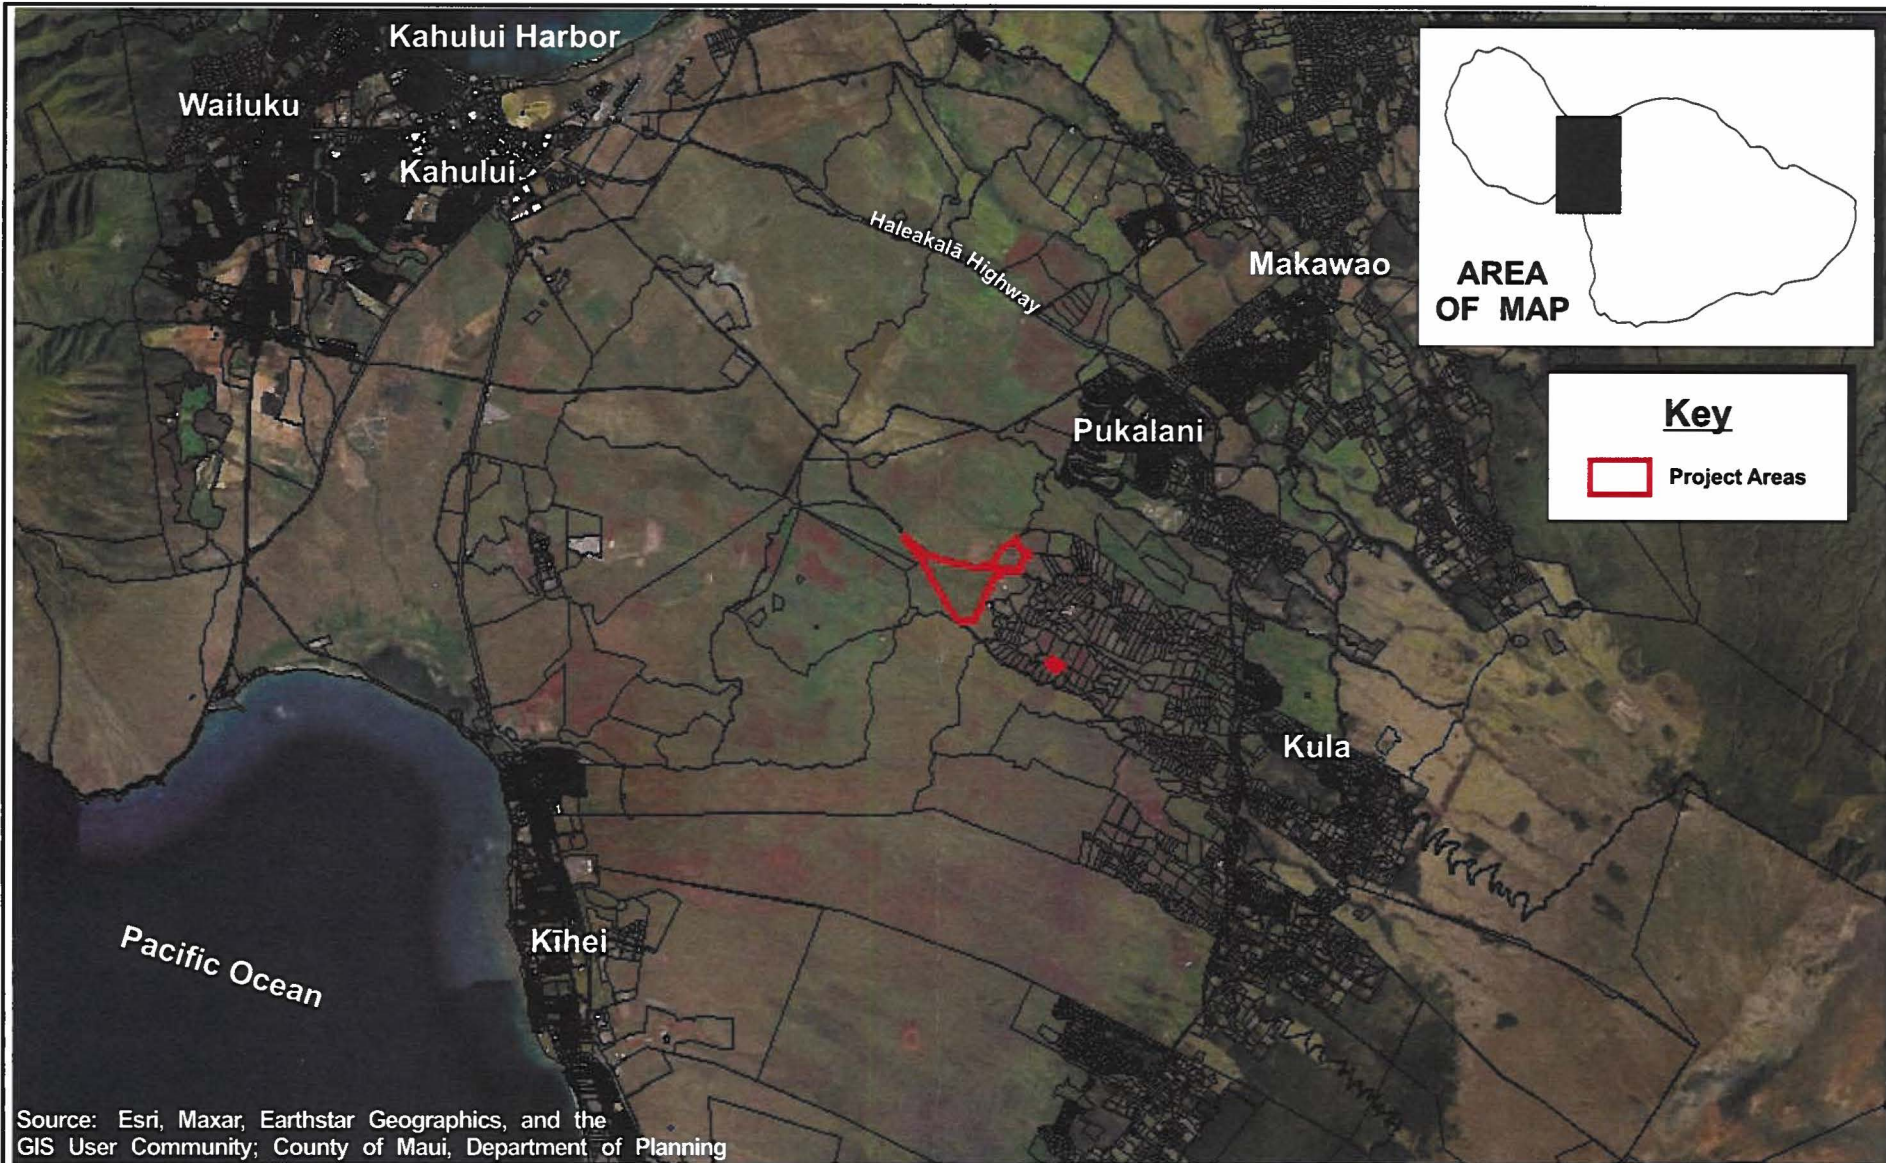 Kahului Harbor
Wailuku
Kahului
Haleakalā Highway
Makawao
AREA
OF MAP
Key
Project Areas
Pukalani
Kula
Kīhei
Pacific Ocean
Source: Esri, Maxar, Earthstar Geographics, and the
GIS User Community; County of Maui, Department of Planning